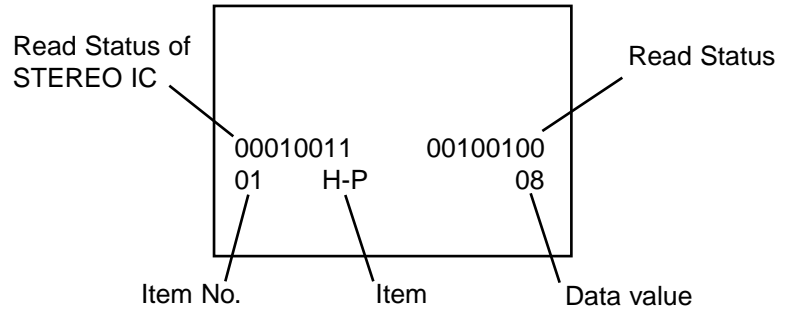 Read Status of
STEREO IC
Read Status
00010011 00100100
01 H-P 08
Item No. Item Data value